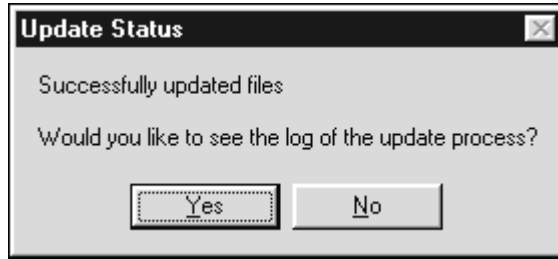 Update Status
Successfully updated files
Would you like to see the log of the update process?
Yes No